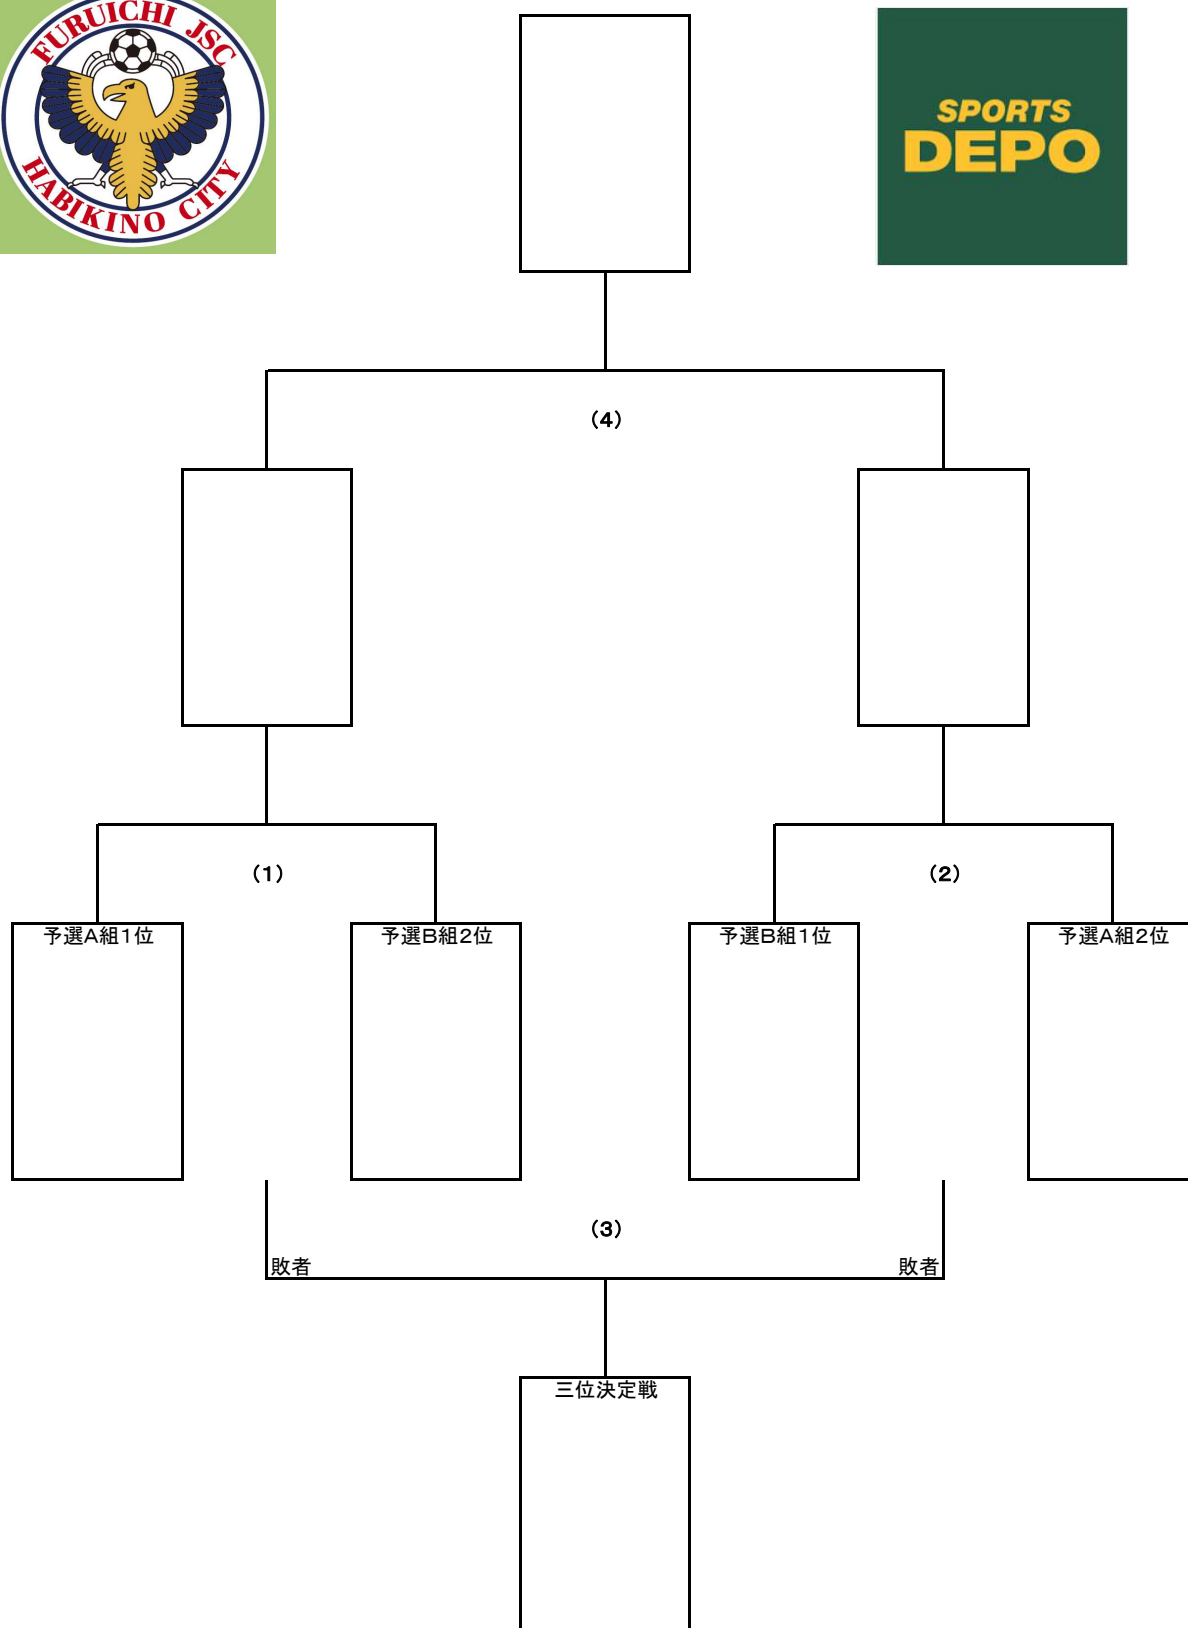 FURUICHI JSC
HABIKINO CITY
SPORTS
DEPO
（4）
（1）
（2）
予選A組1位
予選B組2位
予選B組1位
予選A組2位
（3）
敗者
敗者
三位決定戦